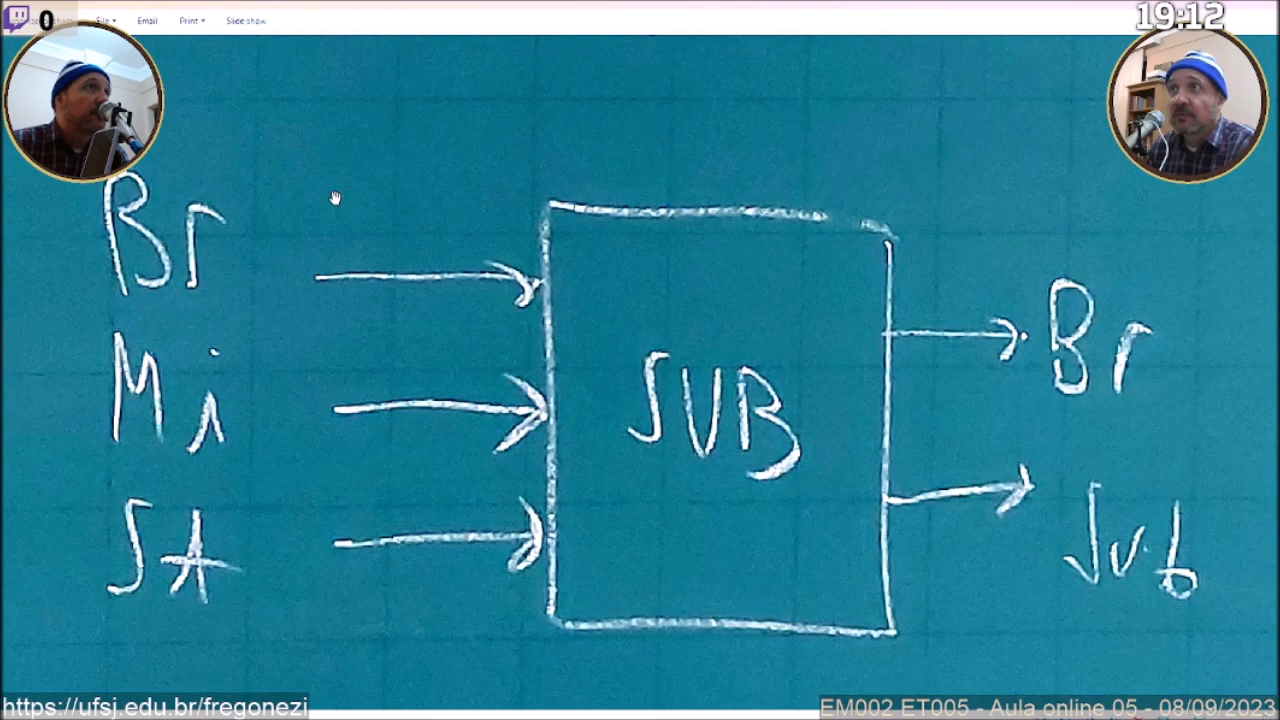 0
File
Email
Print
Slide show
19:12
Br
Mi
St
SUB
Br
Sub
https://ufsj.edu.br/fregonezi
EM002 ET005 - Aula online 05 - 08/09/2023